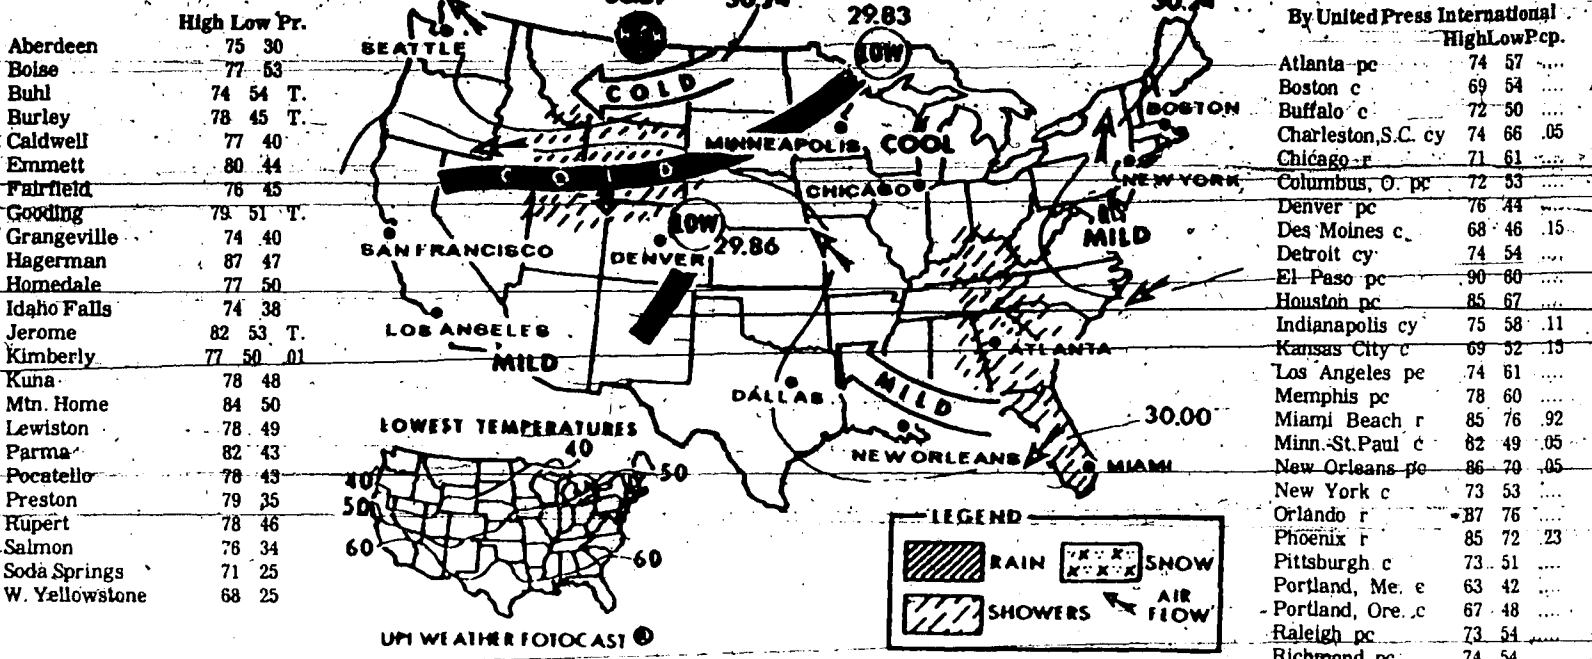 High Low Pr.
Aberdeen 75 30
Boise 77 53
Buhl 74 54 T.
Burley 78 45 T.
Caldwell 77 40
Emmett 80 44
Fairfield 76 45
Gooding 79 51 T.
Grangeville 74 40
Hagerman 87 47
Homedale 77 50
Idaho Falls 74 38
Jerome 82 53 T.
Kimberly 77 50 .01
Kuna 78 48
Mtn. Home 84 50
Lewiston 78 49
Parma 82 43
Pocatello 78 43
Preston 79 35
Rupert 78 46
Salmon 76 34
Soda Springs 71 25
W. Yellowstone 68 25
29.83
SEATTLE
LOW
COLD
BOSTON
MINNEAPOLIS
COOL
COLD
CHICAGO
NEW YORK
LOW
MILD
SAN FRANCISCO
DENVER
29.86
LOS ANGELES
MILD
ATLANTA
DALLAS
MILD
30.00
NEW ORLEANS
MIAMI
LOWEST TEMPERATURES
40
50
40
50
60
60
LEGEND
RAIN
SNOW
SHOWERS
AIR FLOW
UPI WEATHER FOTOCAST
By United Press International
High Low Pcp.
Atlanta pc 74 57 ....
Boston c 69 54 ....
Buffalo c 72 50 ....
Charleston, S.C. cy 74 66 .05
Chicago r 71 61 ....
Columbus, O. pc 72 53 ....
Denver pc 76 44 ....
Des Moines c 68 46 .15
Detroit cy 74 54 ....
El Paso pc 90 60 ....
Houston pc 85 67 ....
Indianapolis cy 75 58 .11
Kansas City c 69 52 .15
Los Angeles pc 74 61 ....
Memphis pc 78 60 ....
Miami Beach r 85 76 .92
Minn.-St.Paul c 62 49 .05
New Orleans pc 86 70 .05
New York c 73 53 ....
Orlando r 87 76 ....
Phoenix r 85 72 .23
Pittsburgh c 73 51 ....
Portland, Me. c 63 42 ....
Portland, Ore. c 67 48 ....
Raleigh pc 73 54 ....
Richmond pc 74 54